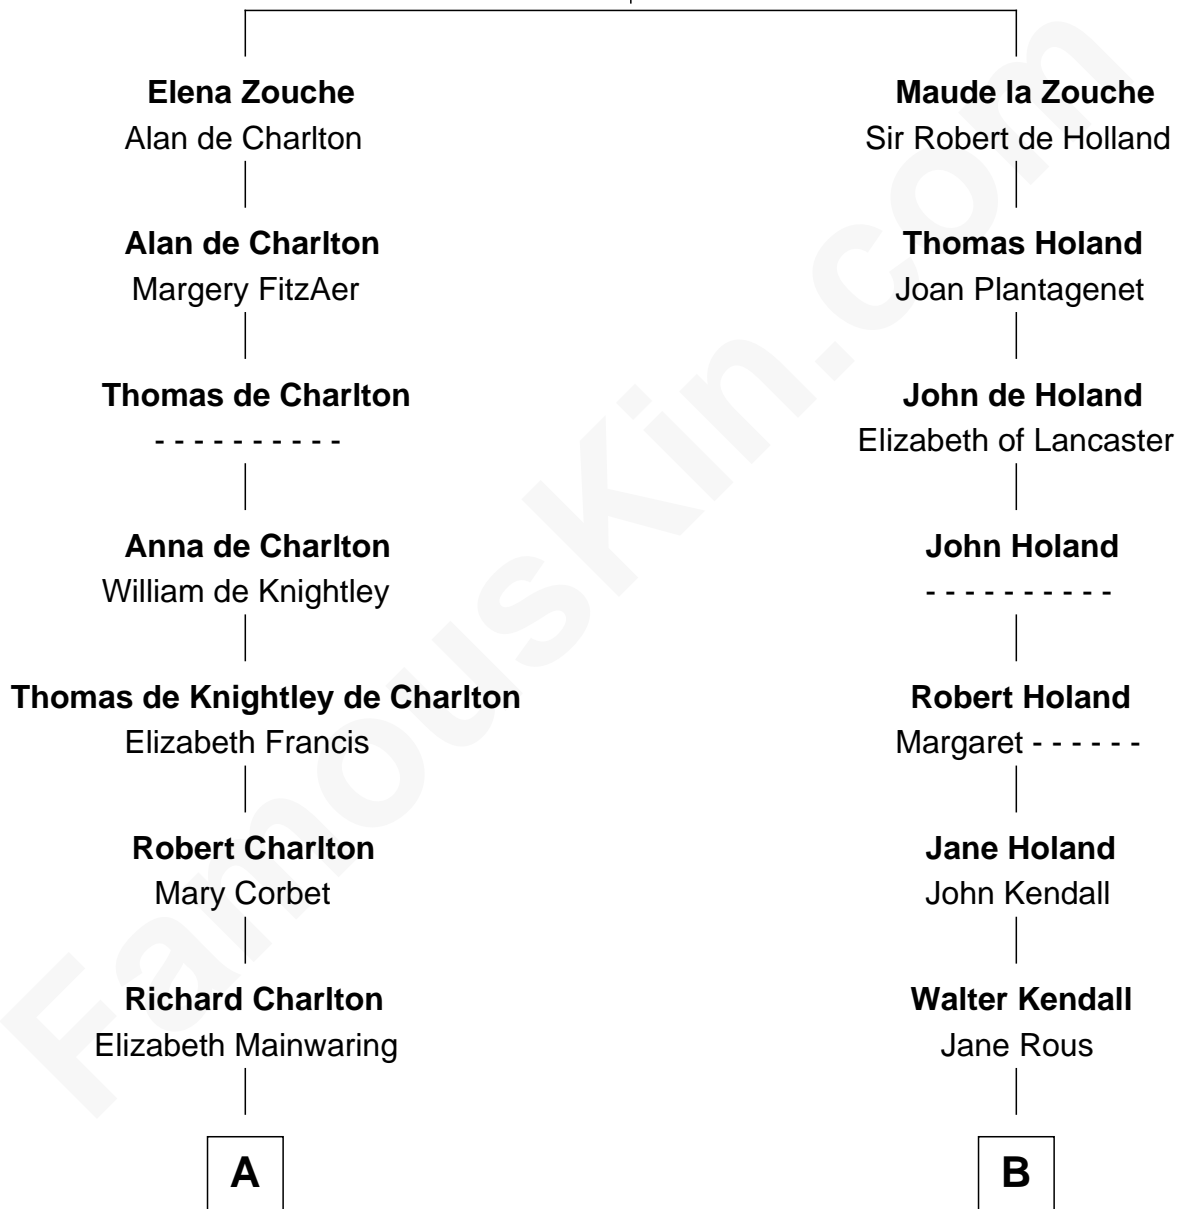 Elena Zouche
Alan de Charlton
Alan de Charlton
Margery FitzAer
Thomas de Charlton
- - - - - - - - - -
Anna de Charlton
William de Knightley
Thomas de Knightley de Charlton
Elizabeth Francis
Robert Charlton
Mary Corbet
Richard Charlton
Elizabeth Mainwaring
A
Maude la Zouche
Sir Robert de Holland
Thomas Holand
Joan Plantagenet
John de Holand
Elizabeth of Lancaster
John Holand
- - - - - - - - - -
Robert Holand
Margaret - - - - - -
Jane Holand
John Kendall
Walter Kendall
Jane Rous
B
FamousKin.com